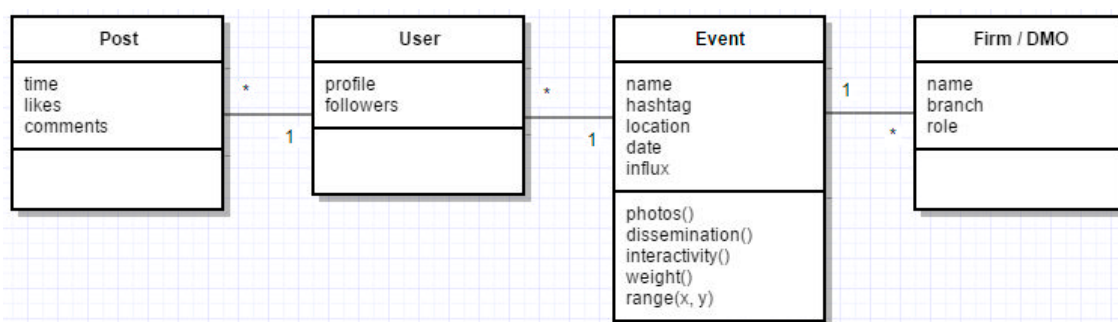 Post
time
likes
comments
*
1
User
profile
followers
*
1
Event
name
hashtag
location
date
influx
photos()
dissemination()
interactivity()
weight()
range(x, y)
1
*
Firm / DMO
name
branch
role